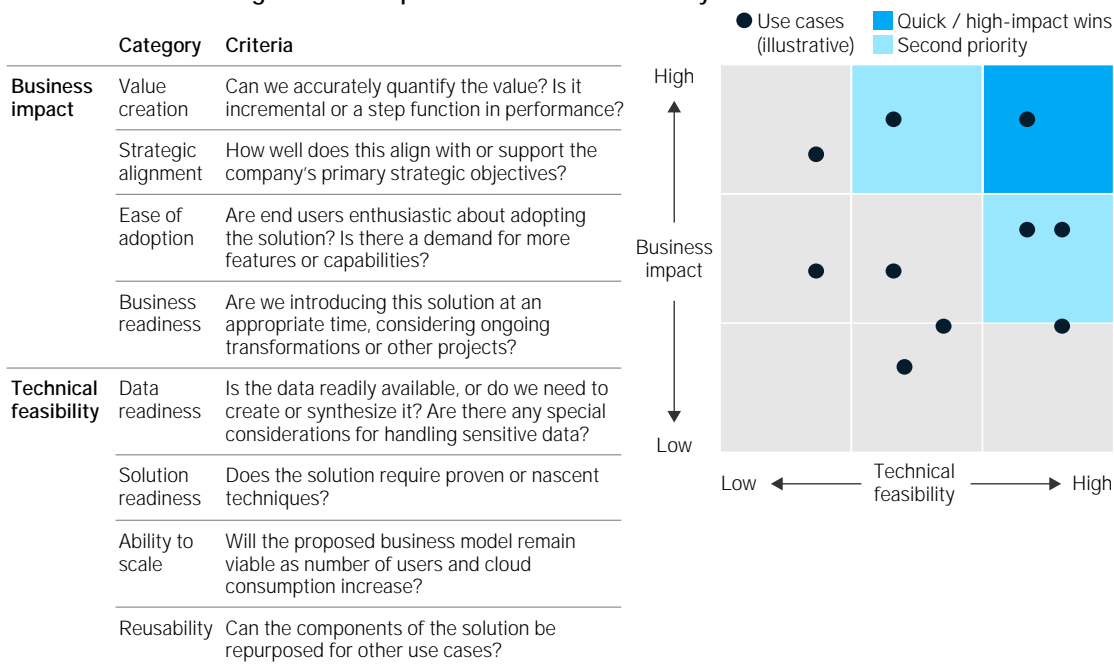 Category Criteria
Business impact
Value creation
Can we accurately quantify the value? Is it
incremental or a step function in performance?
Strategic alignment
How well does this align with or support the
company's primary strategic objectives?
Ease of adoption
Are end users enthusiastic about adopting
the solution? Is there a demand for more
features or capabilities?
Business readiness
Are we introducing this solution at an
appropriate time, considering ongoing
transformations or other projects?
Technical feasibility
Data readiness
Is the data readily available, or do we need to
create or synthesize it? Are there any special
considerations for handling sensitive data?
Solution readiness
Does the solution require proven or nascent
techniques?
Ability to scale
Will the proposed business model remain
viable as number of users and cloud
consumption increase?
Reusability
Can the components of the solution be
repurposed for other use cases?
Use cases
(illustrative)
Quick / high-impact wins
Second priority
High
Business
impact
Low
Low
Technical
feasibility
High